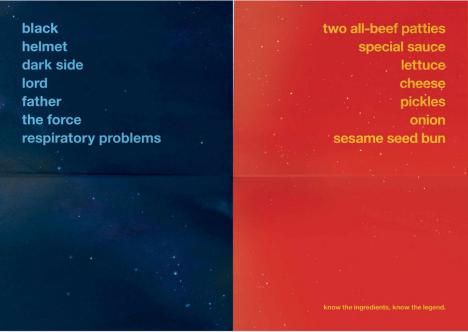 black
helmet
dark side
lord
father
the force
respiratory problems
two all-beef patties
special sauce
lettuce
cheese
pickles
onion
sesame seed bun
know the ingredients, know the legend.